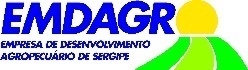 EMDAGRO
EMPRESA DE DESENVOLVIMENTO
AGROPECUÁRIO DE SERGIPE